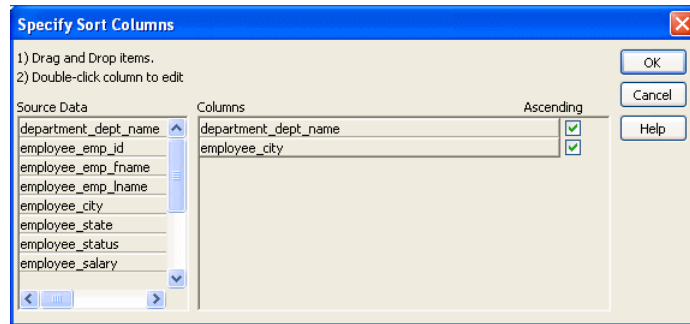 Specify Sort Columns
1) Drag and Drop items.
2) Double-click column to edit
OK
Cancel
Help
Source Data
department_dept_name
employee_emp_id
employee_emp_fname
employee_emp_lname
employee_city
employee_state
employee_status
employee_salary
Columns Ascending
department_dept_name
employee_city